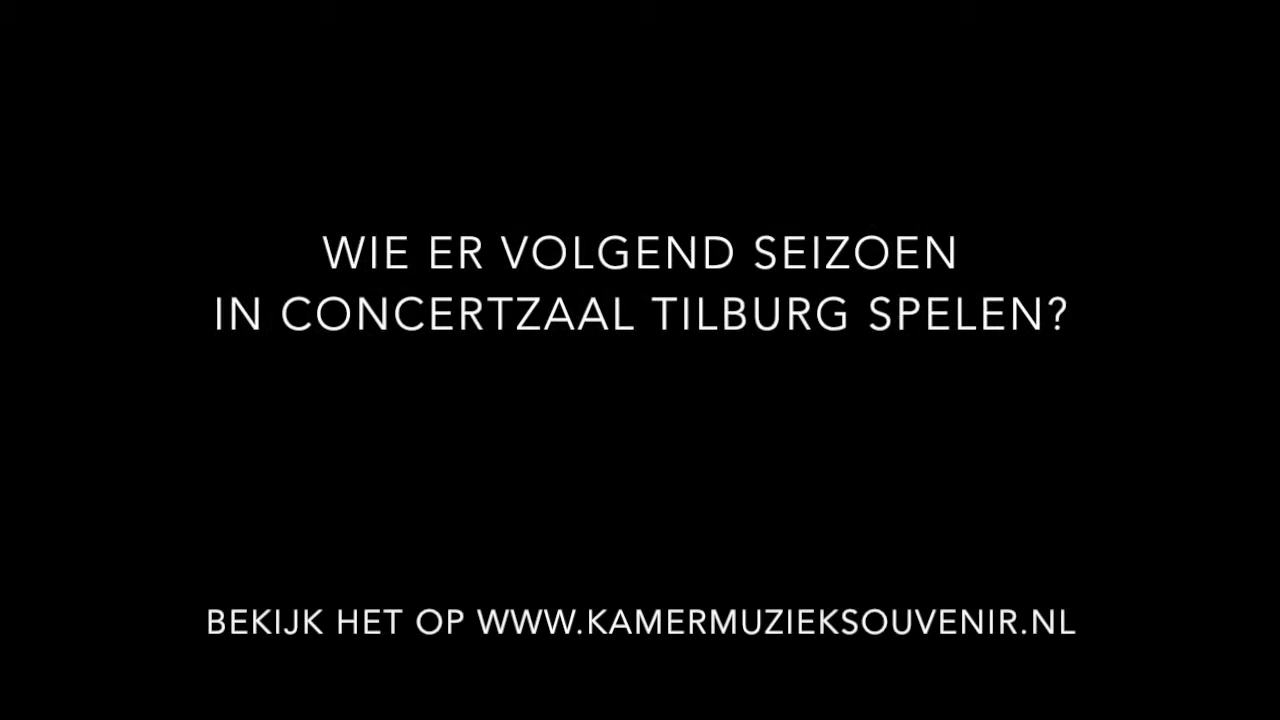 WIE ER VOLGEND SEIZOEN
IN CONCERTZAAL TILBURG SPELEN?
BEKIJK HET OP WWW.KAMERMUZIEKSOUVENIR.NL